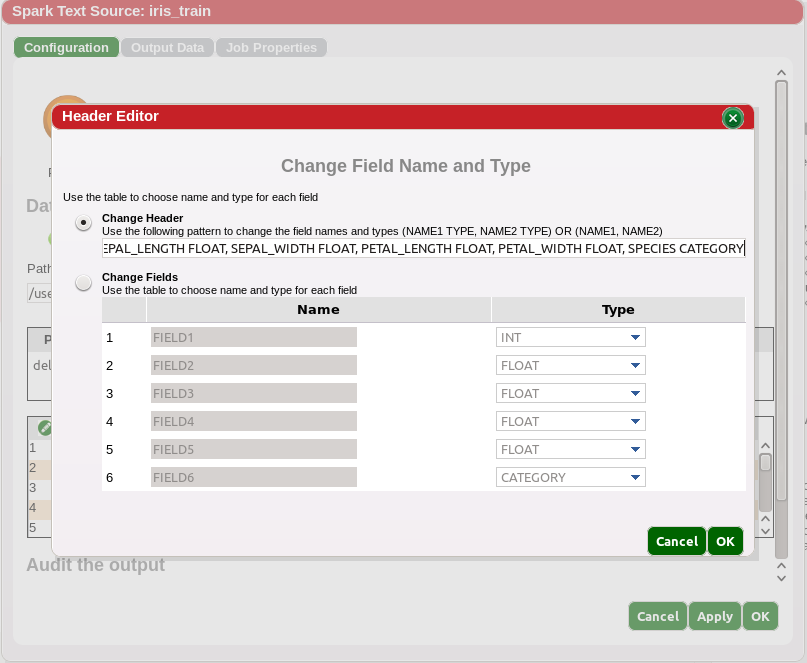 Spark Text Source: iris_train
Configuration Output Data Job Properties
Header Editor
Change Field Name and Type
Use the table to choose name and type for each field
Change Header
Use the following pattern to change the field names and types (NAME1 TYPE, NAME2 TYPE) OR (NAME1, NAME2)
EPAL_LENGTH FLOAT, SEPAL_WIDTH FLOAT, PETAL_LENGTH FLOAT, PETAL_WIDTH FLOAT, SPECIES CATEGORY
Change Fields
Use the table to choose name and type for each field
Name Type
1 FIELD1 INT
2 FIELD2 FLOAT
3 FIELD3 FLOAT
4 FIELD4 FLOAT
5 FIELD5 FLOAT
6 FIELD6 CATEGORY
Cancel OK
Dat
Path
/use
P
del
1
2
3
4
5
Audit the output
Cancel Apply OK